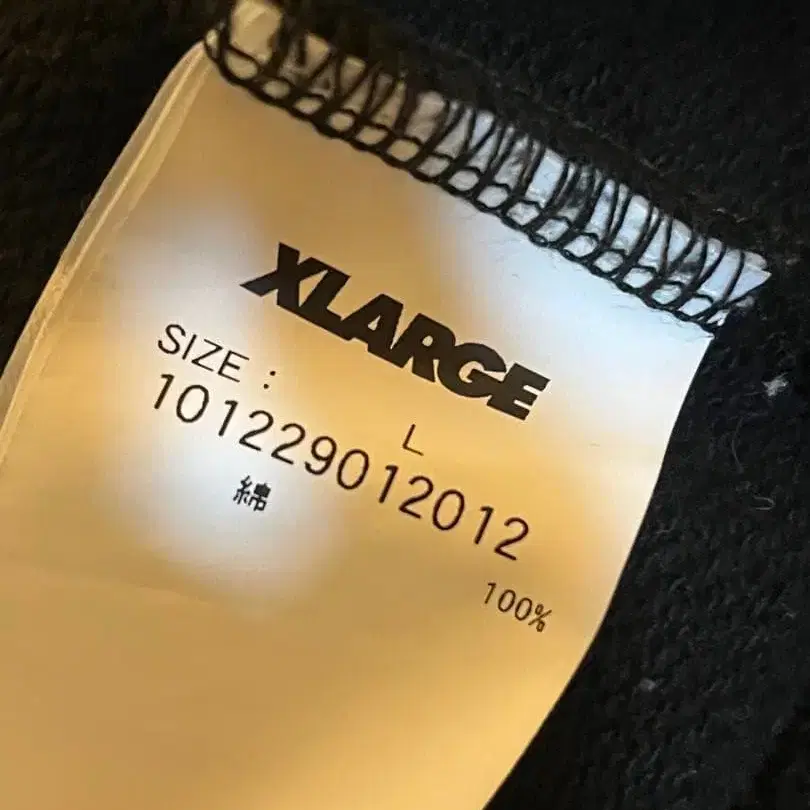 XLARGE
SIZE : L
101229012012
綿 100%